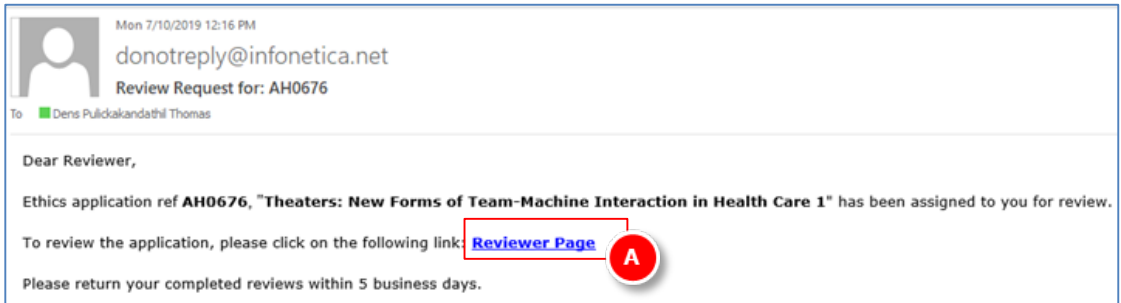 Mon 7/10/2019 12:16 PM
donotreply@infonetica.net
Review Request for: AH0676
To Dens Pulickakandathil Thomas
Dear Reviewer,
Ethics application ref AH0676, "Theaters: New Forms of Team-Machine Interaction in Health Care 1" has been assigned to you for review.
To review the application, please click on the following link: Reviewer Page
A
Please return your completed reviews within 5 business days.